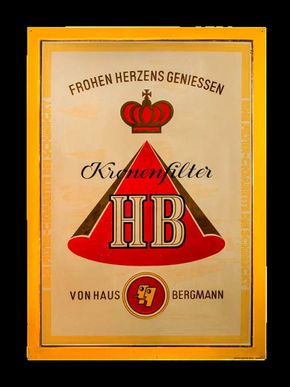 FROHEN HERZENS GENIESSEN
Kronenfilter
HB
VON HAUS BERGMANN